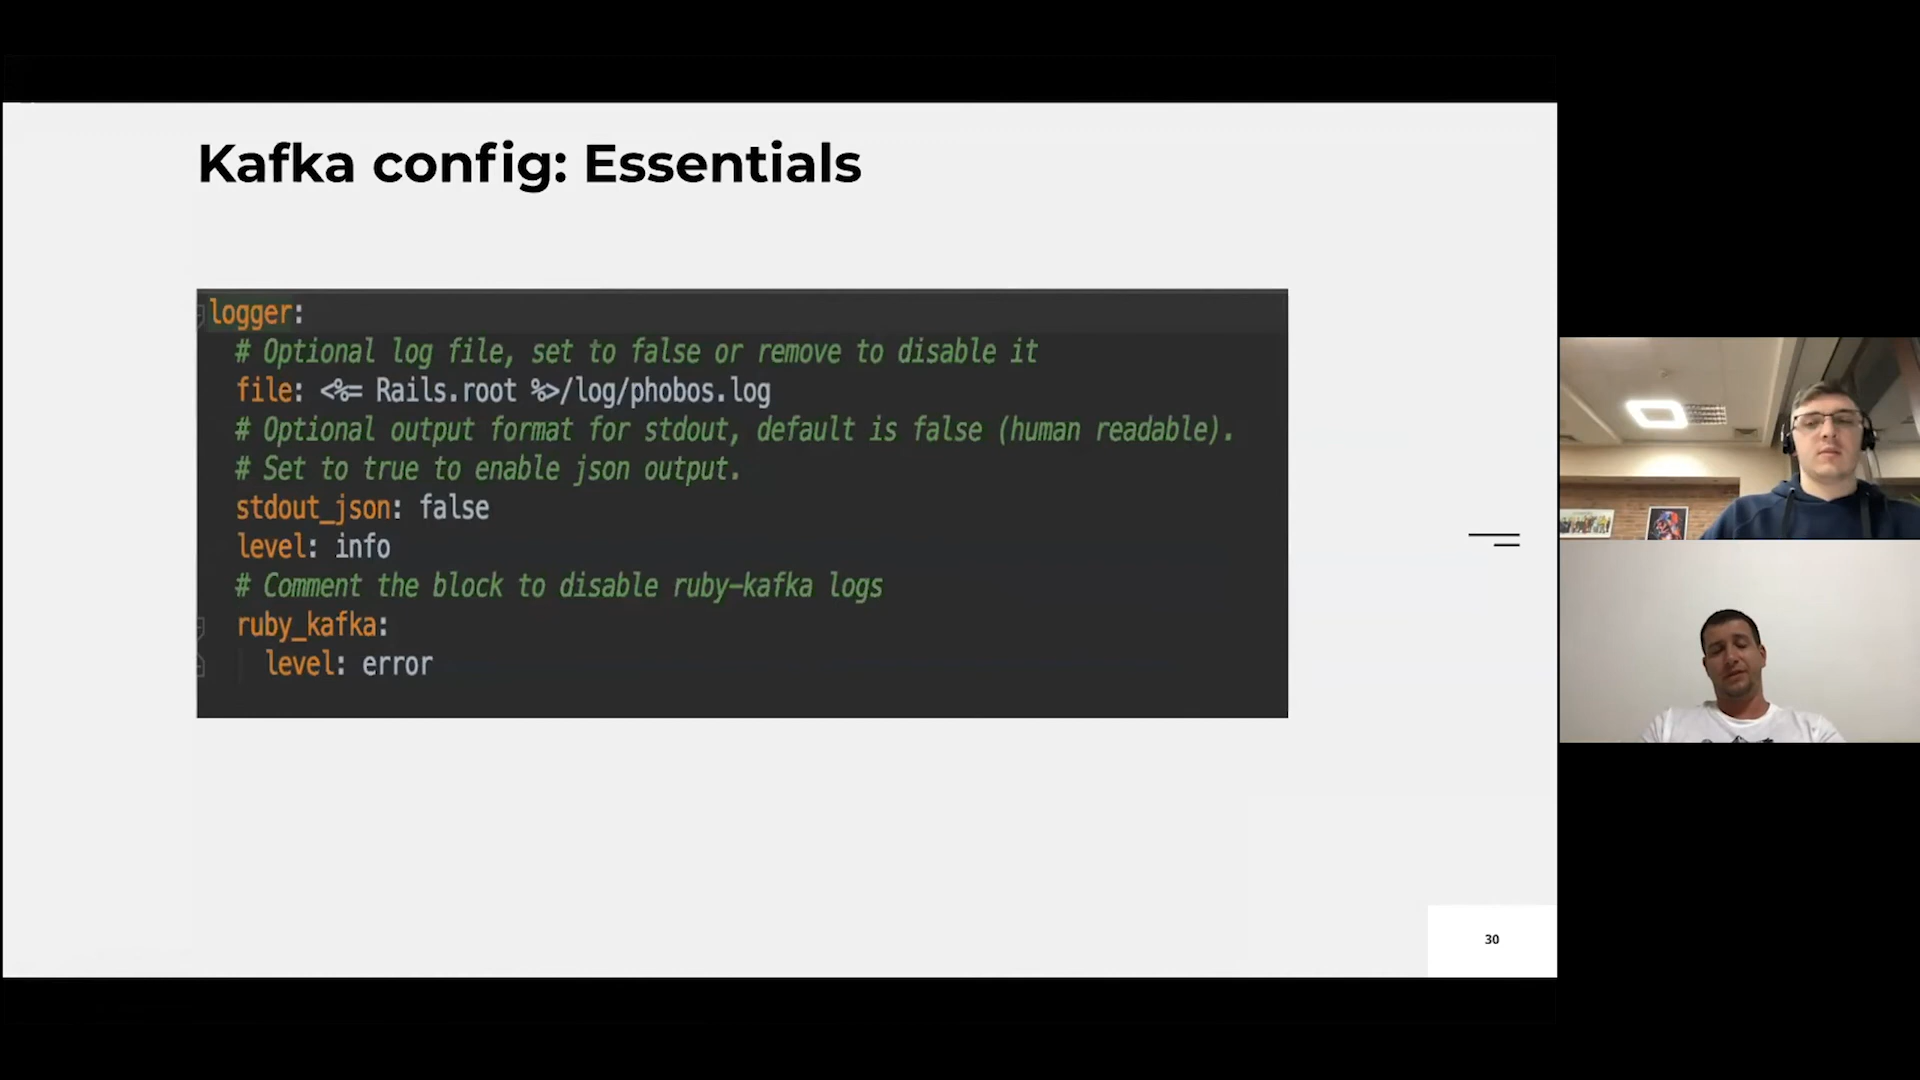 Kafka config: Essentials
logger:
# Optional log file, set to false or remove to disable it
file: <%= Rails.root %>/log/phobos.log
# Optional output format for stdout, default is false (human readable).
# Set to true to enable json output.
stdout_json: false
level: info
# Comment the block to disable ruby-kafka logs
ruby_kafka:
level: error
30